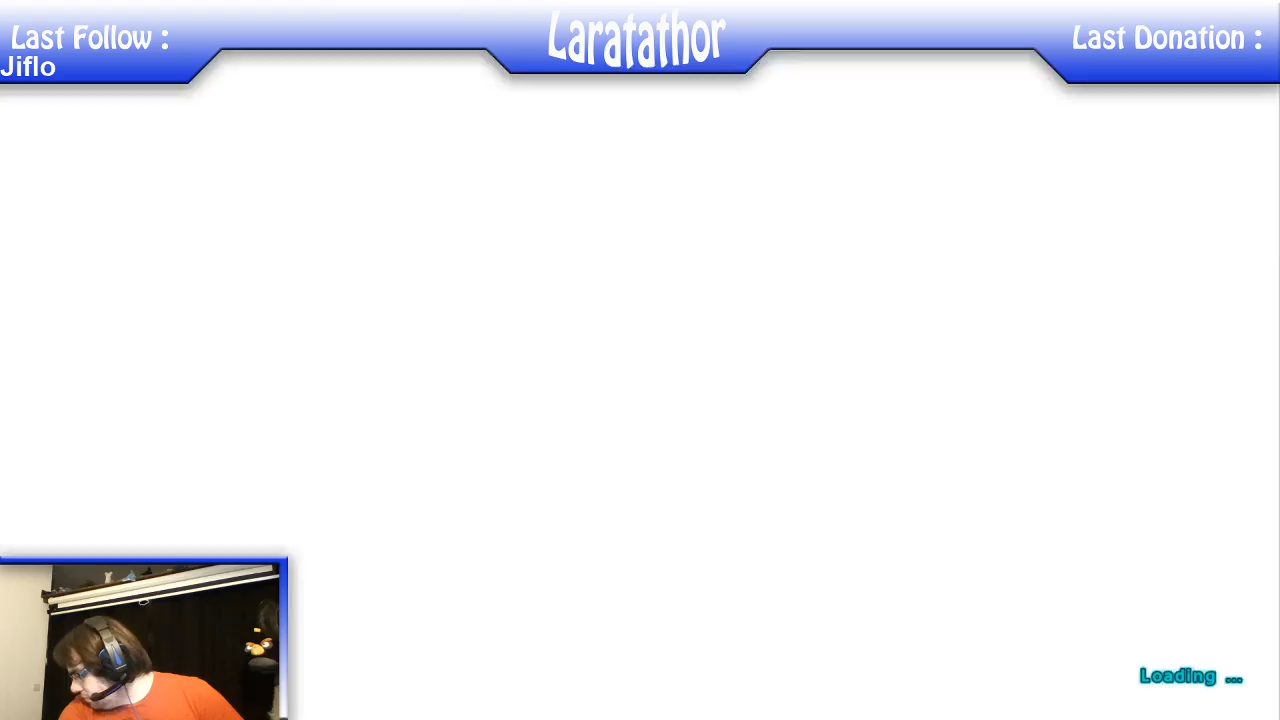 Last Follow :
Jiflo
Laratathor
Last Donation :
Loading ...